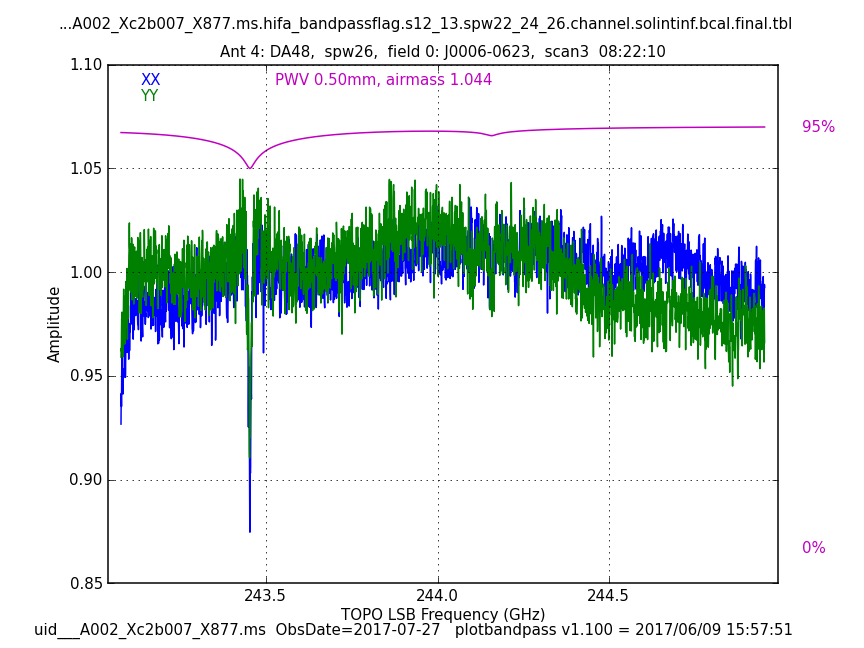 ...A002_Xc2b007_X877.ms.hifa_bandpassflag.s12_13.spw22_24_26.channel.solintinf.bcal.final.tbl
Ant 4: DA48,  spw26,  field 0: J0006-0623,  scan3  08:22:10
1.10
XX
PWV 0.50mm, airmass 1.044
YY
95%
1.05
1.00
Amplitude
0.95
0.90
0%
0.85
243.5
244.0
244.5
TOPO LSB Frequency (GHz)
uid___A002_Xc2b007_X877.ms  ObsDate=2017-07-27   plotbandpass v1.100 = 2017/06/09 15:57:51